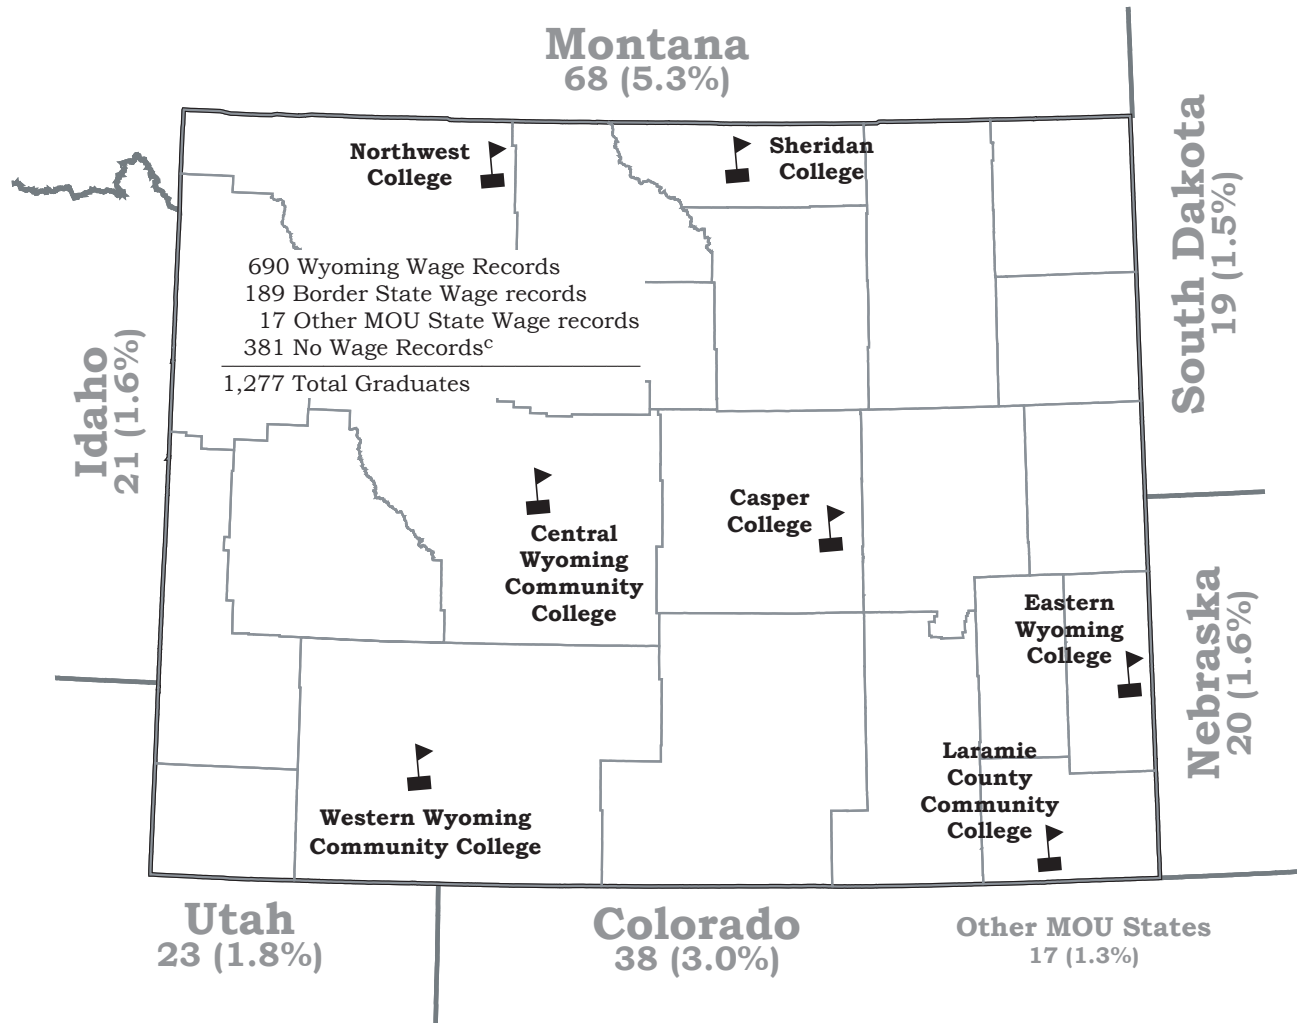 Montana
68 (5.3%)
Northwest
College
Sheridan
College
South Dakota
19 (1.5%)
690 Wyoming Wage Records
189 Border State Wage records
17 Other MOU State Wage records
381 No Wage Recordsᶜ
1,277 Total Graduates
Idaho
21 (1.6%)
Central
Wyoming
Community
College
Casper
College
Eastern
Wyoming
College
Nebraska
20 (1.6%)
Western Wyoming
Community College
Laramie
County
Community
College
Utah
23 (1.8%)
Colorado
38 (3.0%)
Other MOU States
17 (1.3%)